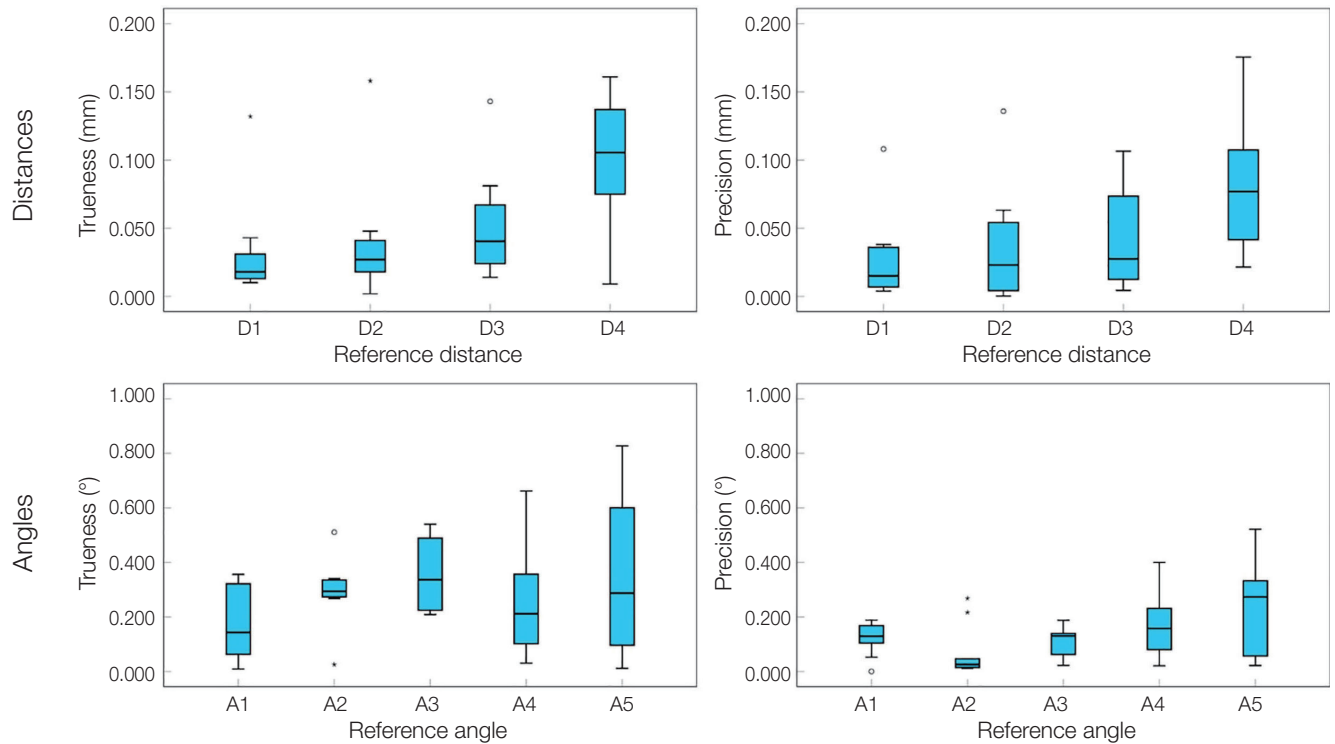 Distances
Trueness (mm)
0.200
0.150
0.100
0.050
0.000
D1 D2 D3 D4
Reference distance
Precision (mm)
0.200
0.150
0.100
0.050
0.000
D1 D2 D3 D4
Reference distance
Angles
Trueness (°)
1.000
0.800
0.600
0.400
0.200
0.000
A1 A2 A3 A4 A5
Reference angle
Precision (°)
1.000
0.800
0.600
0.400
0.200
0.000
A1 A2 A3 A4 A5
Reference angle